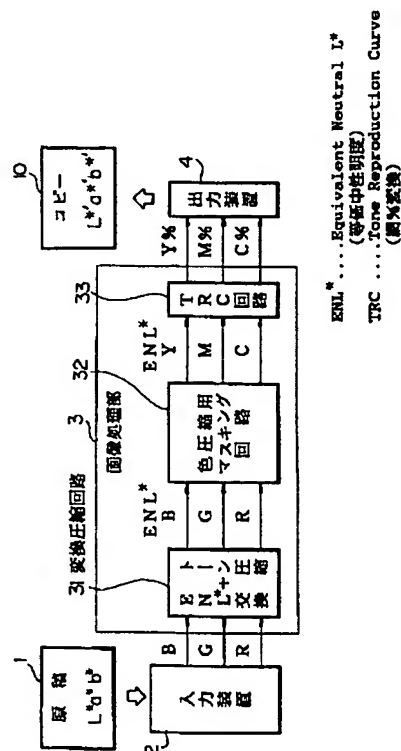 1
原稿
L*a*b*
2
入力装置
B
G
R
3
画像処理部
31 変換圧縮回路
ENL*交換
+トーン圧縮
ENL*
B
G
R
32
色圧縮用
マスキング
回路
ENL*
Y
M
C
33
TRC回路
Y%
M%
C%
4
出力装置
10
コピー
L*'a*'b*'
ENL*....Equivalent Neutral L*
(等価中性明度)
TRC ....Tone Reproduction Curve
(網%変換)